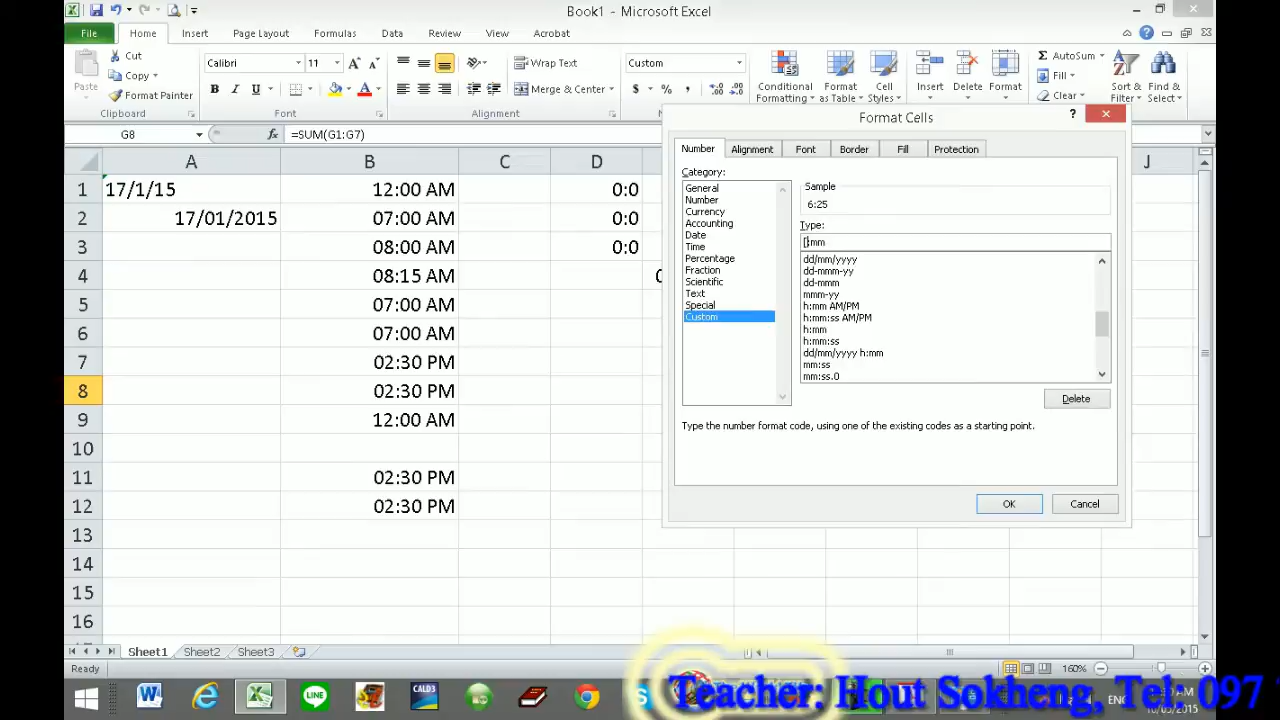 Book1 - Microsoft Excel
File Home Insert Page Layout Formulas Data Review View Acrobat
Paste Cut Copy Format Painter
Calibri 11
B I U
Wrap Text
Merge & Center
Custom
$ % ,
Conditional Formatting
Format as Table
Cell Styles
Insert Delete Format
AutoSum
Fill
Clear
Sort & Filter
Find & Select
Clipboard Font Alignment
G8 fx =SUM(G1:G7)
A B C D J
1 17/1/15 12:00 AM 0:0
2 17/01/2015 07:00 AM 0:0
3 08:00 AM 0:0
4 08:15 AM 0
5 07:00 AM
6 07:00 AM
7 02:30 PM
8 02:30 PM
9 12:00 AM
10
11 02:30 PM
12 02:30 PM
13
14
15
16
Format Cells
Number Alignment Font Border Fill Protection
Category:
General
Number
Currency
Accounting
Date
Time
Percentage
Fraction
Scientific
Text
Special
Custom
Sample
6:25
Type:
[:mm
dd/mm/yyyy
dd-mmm-yy
dd-mmm
mmm-yy
h:mm AM/PM
h:mm:ss AM/PM
h:mm
h:mm:ss
dd/mm/yyyy h:mm
mm:ss
mm:ss.0
Delete
Type the number format code, using one of the existing codes as a starting point.
OK Cancel
Sheet1 Sheet2 Sheet3
Ready 160%
CALD3
LINE
ENG
Teacher: Hout Sokheng, Tel: 097